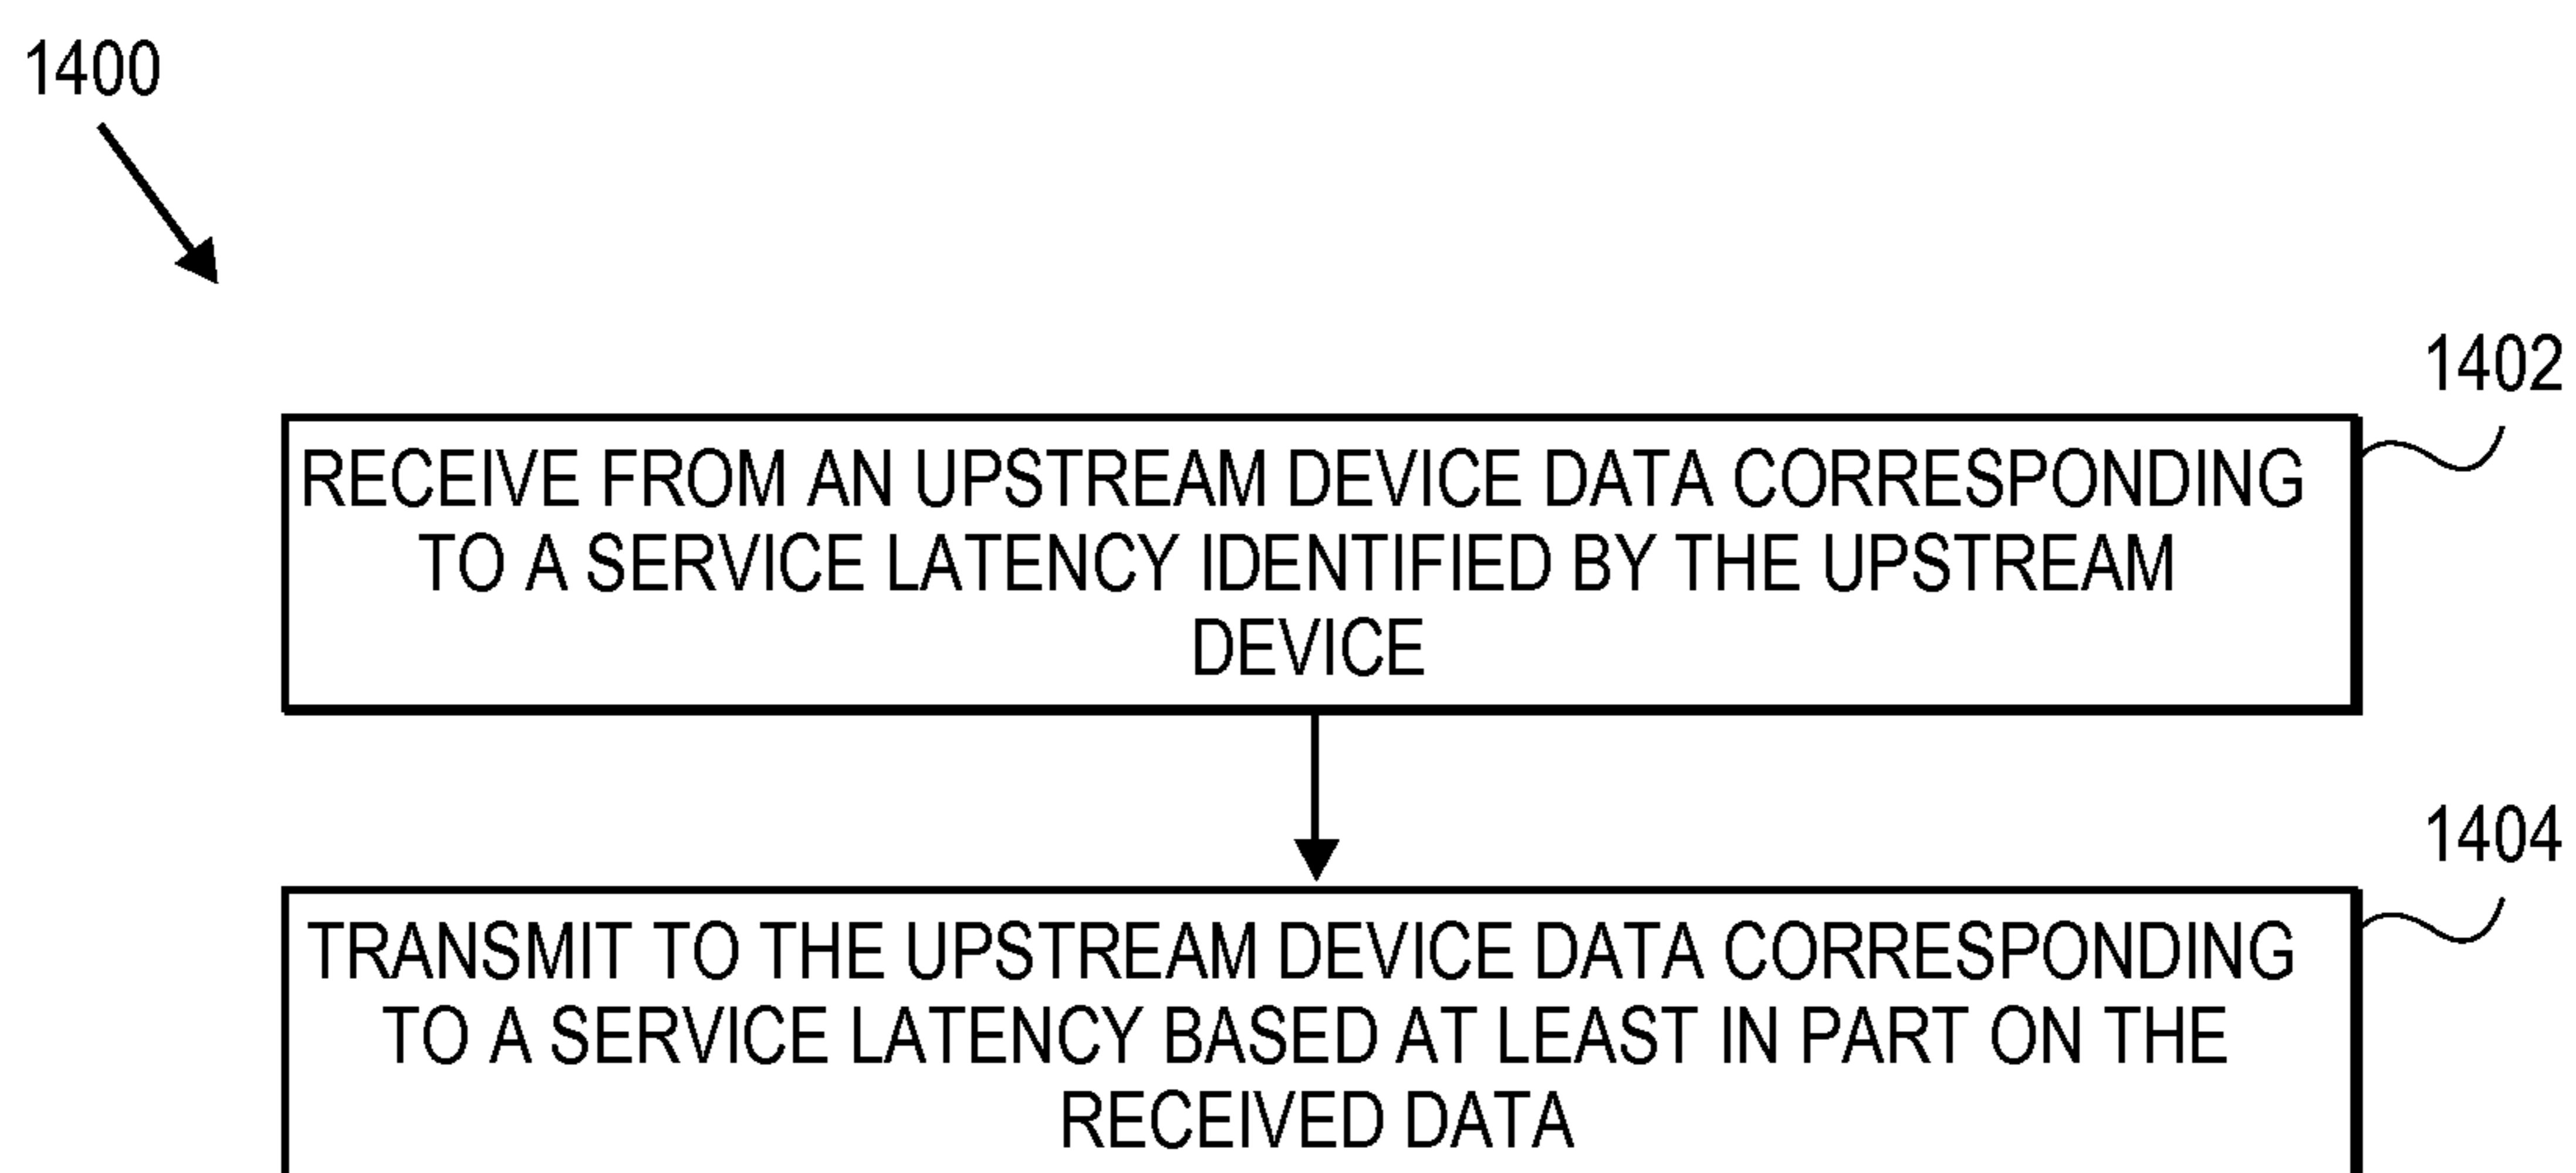 1400
1402
RECEIVE FROM AN UPSTREAM DEVICE DATA CORRESPONDING
TO A SERVICE LATENCY IDENTIFIED BY THE UPSTREAM
DEVICE
1404
TRANSMIT TO THE UPSTREAM DEVICE DATA CORRESPONDING
TO A SERVICE LATENCY BASED AT LEAST IN PART ON THE
RECEIVED DATA